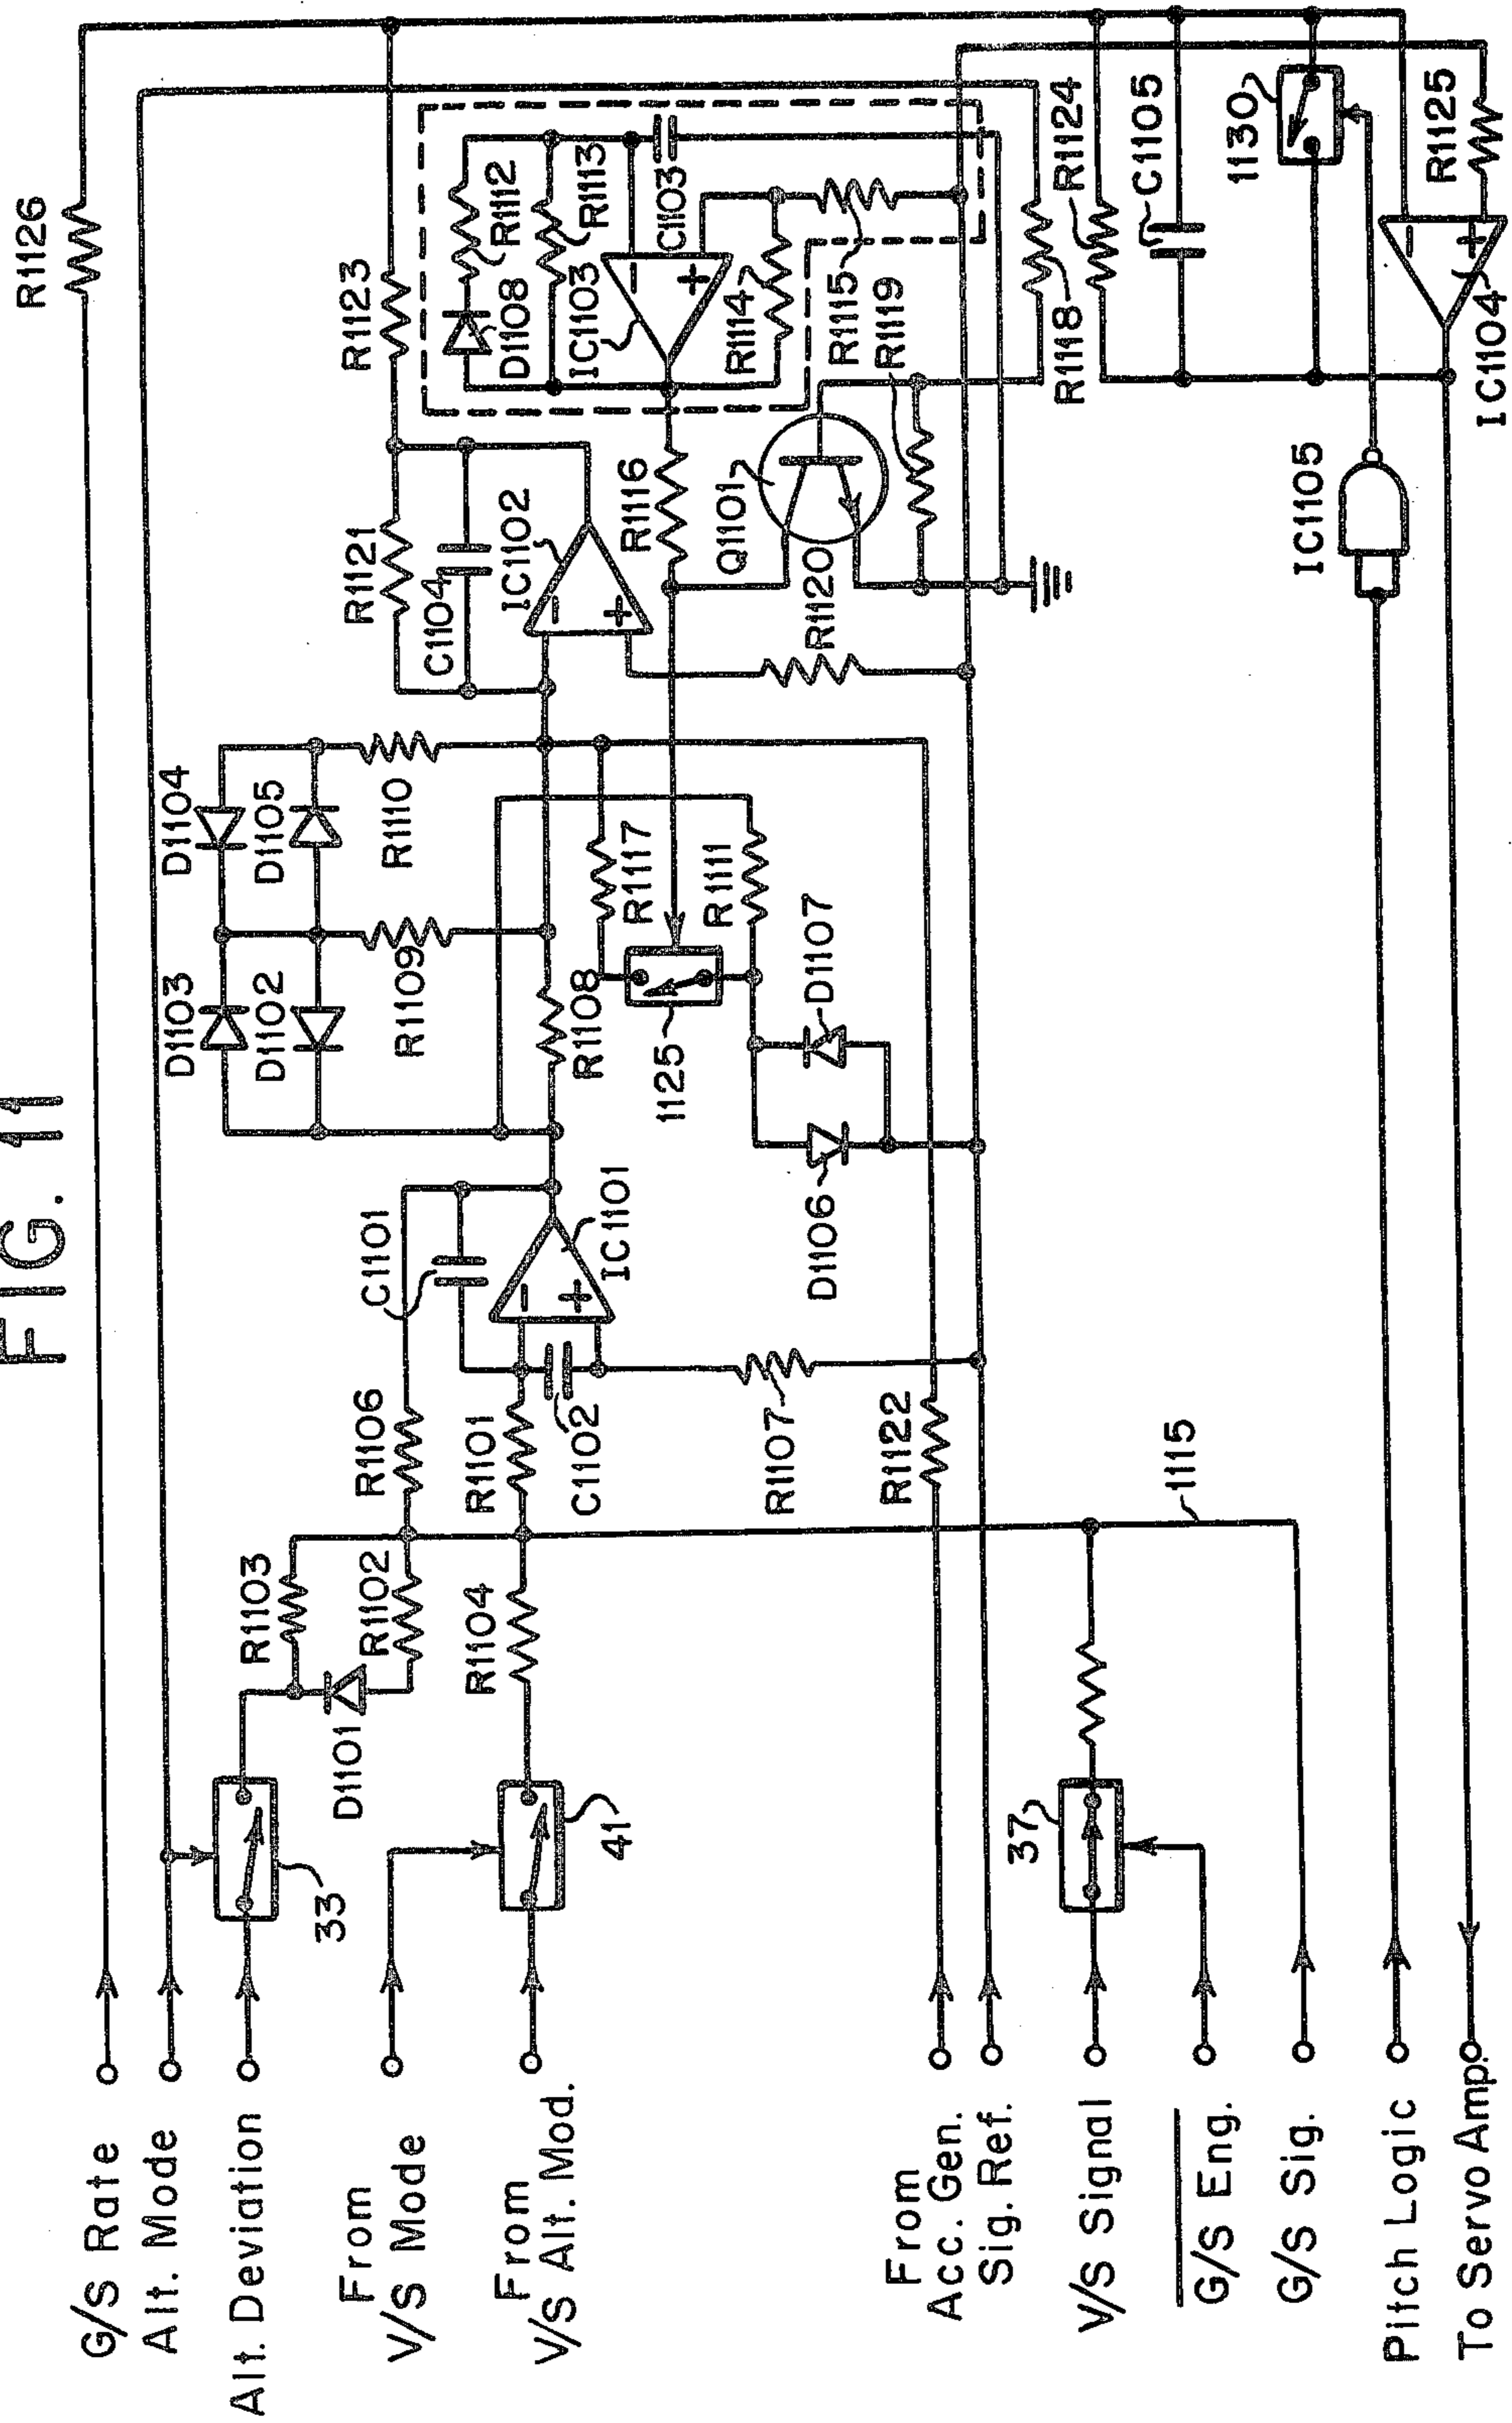 FIG. 11
G/S Rate
Alt. Mode
Alt. Deviation
From
V/S Mode
From
V/S Alt. Mod.
From
Acc. Gen.
Sig. Ref.
V/S Signal
G/S Eng.
G/S Sig.
Pitch Logic
To Servo Amp.
33
D1101
R1103
R1102
R1104
41
37
1115
R1106
R1101
C1102
R1107
R1122
C1101
IC1101
D1103
D1102
R1109
R1108
1125
D1106
D1107
D1104
D1105
R1110
R1117
R1111
R1121
C1104
IC1102
R1120
R1116
Q1101
R1123
R1126
D1108
R1112
R1113
IC1103
C1103
R1114
R1115
R1119
R1118
R1124
C1105
1130
IC1105
R1125
IC1104
−
+
−
+
−
+
−
+